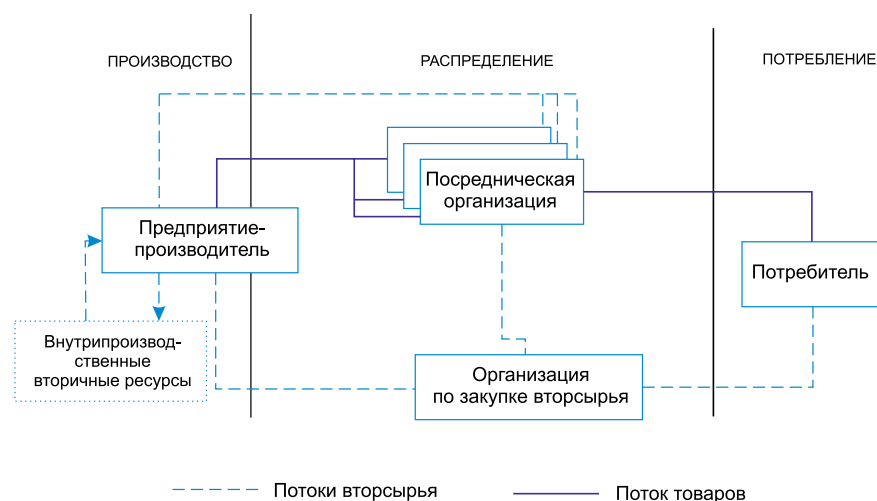 ПРОИЗВОДСТВО
РАСПРЕДЕЛЕНИЕ
ПОТРЕБЛЕНИЕ
Посредническая
организация
Предприятие-
производитель
Потребитель
Внутрипроизвод-
ственные
вторичные ресурсы
Организация
по закупке вторсырья
Потоки вторсырья
Поток товаров